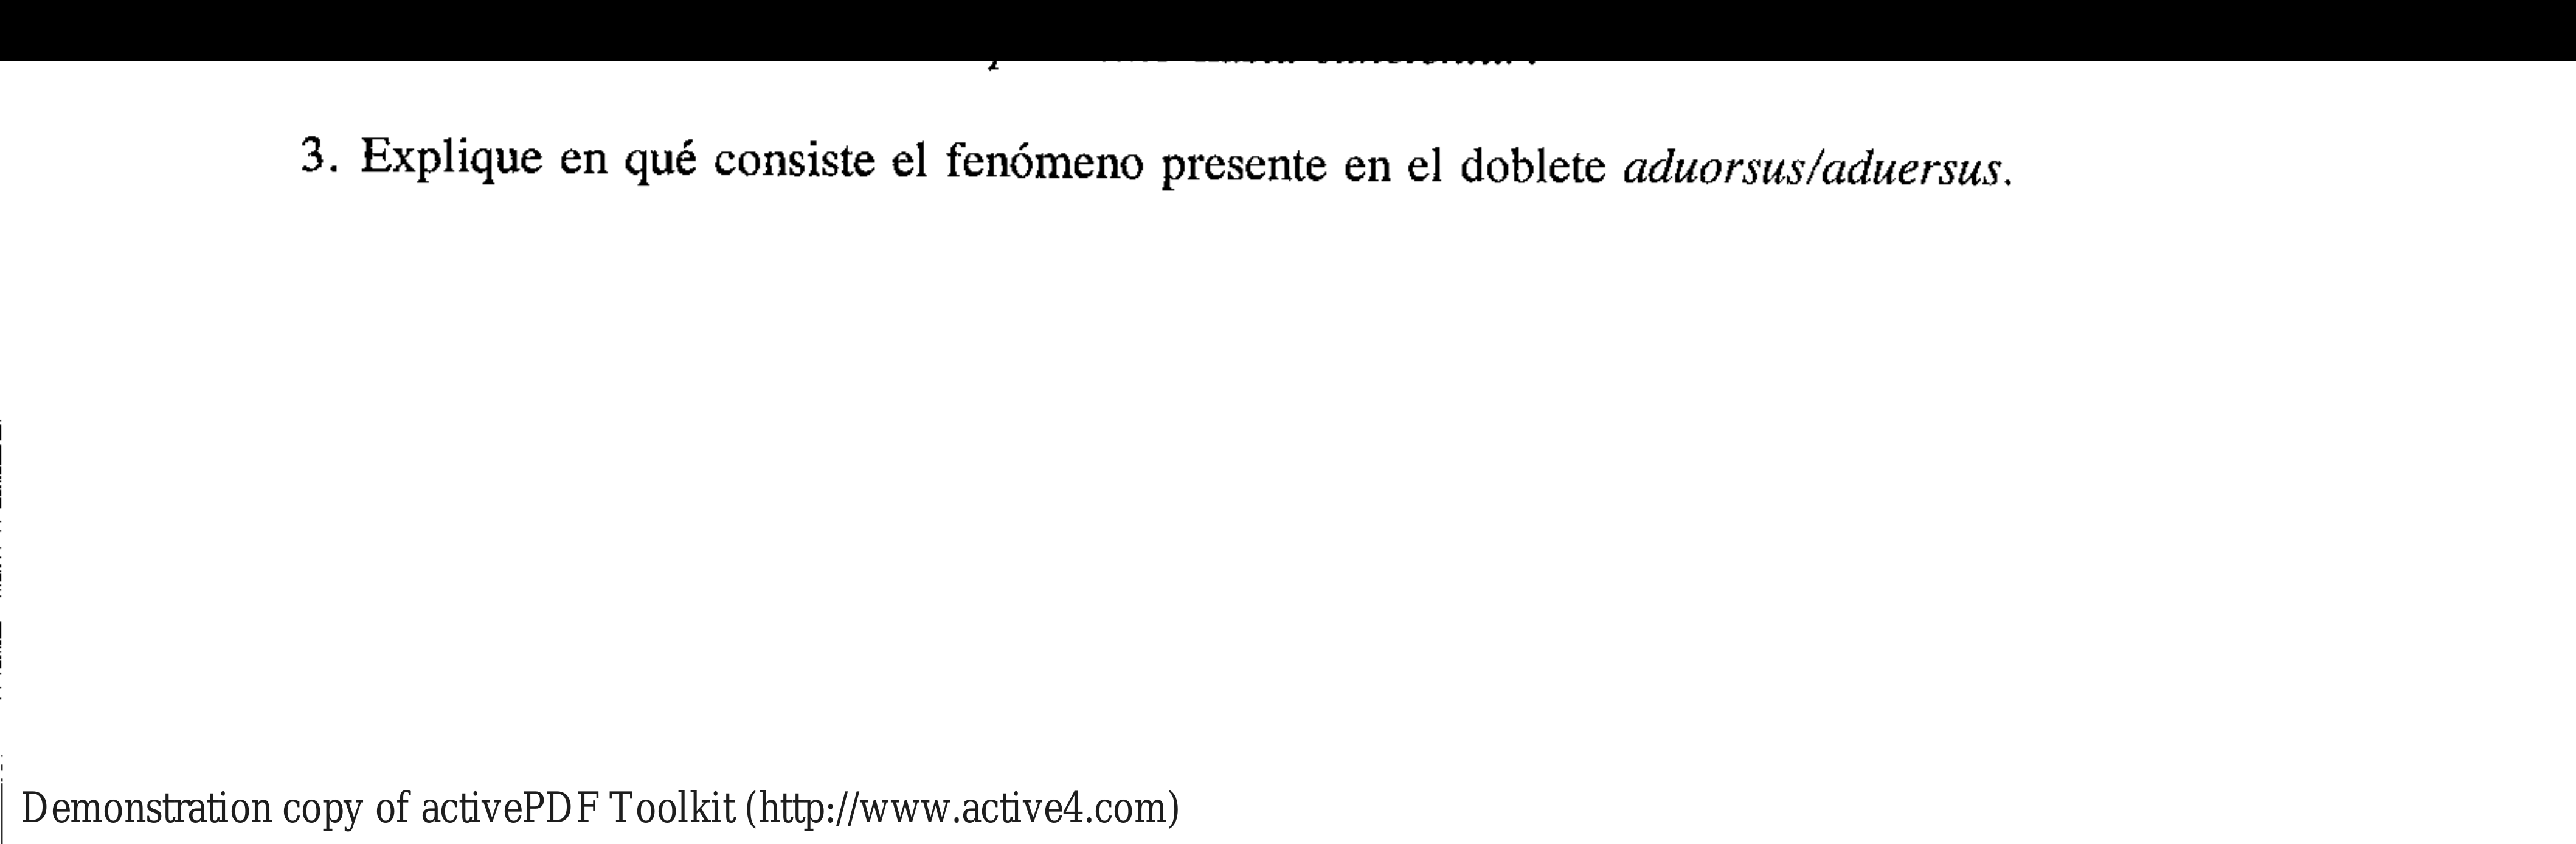 3. Explique en qué consiste el fenómeno presente en el doblete aduorsus/aduersus.
Demonstration copy of activePDF Toolkit (http://www.active4.com)